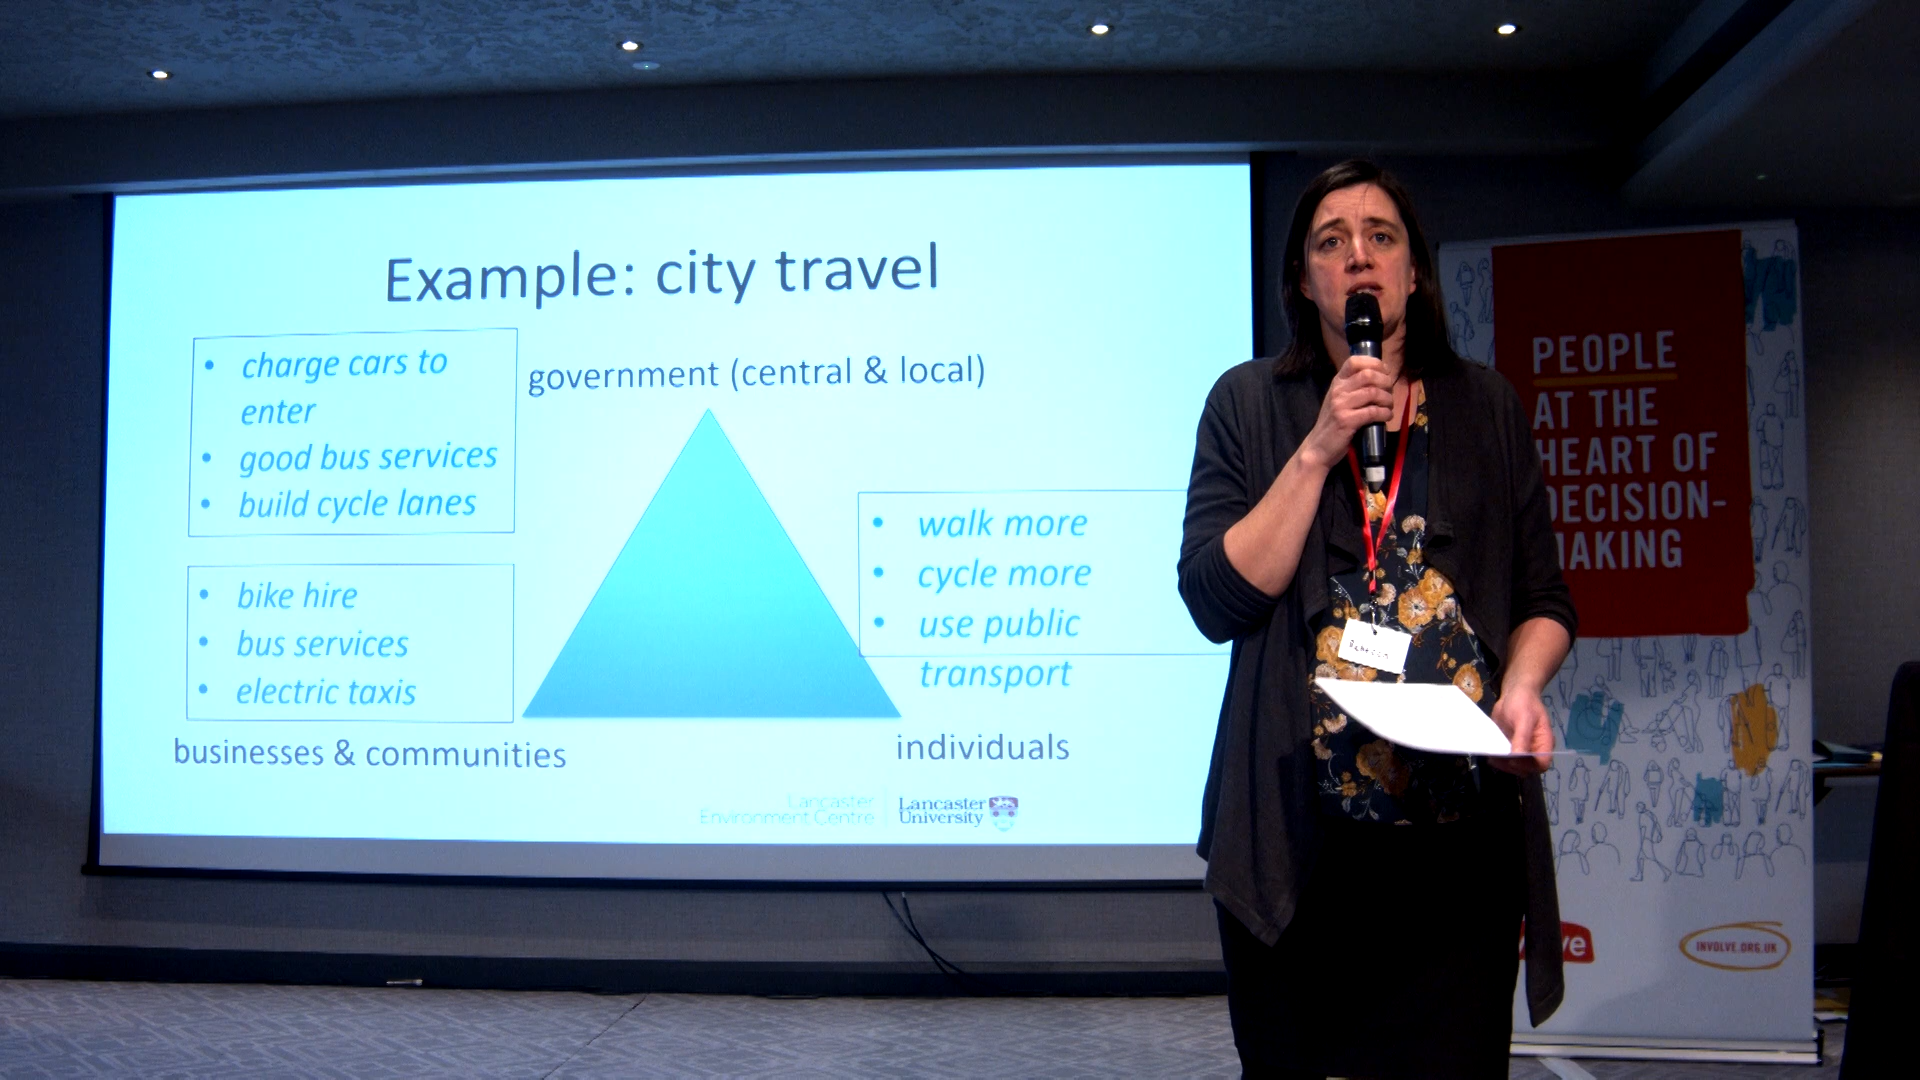 Example: city travel
• charge cars to
enter
• good bus services
• build cycle lanes
government (central & local)
• bike hire
• bus services
• electric taxis
businesses & communities
• walk more
• cycle more
• use public
transport
individuals
Lancaster
Environment Centre
Lancaster
University
PEOPLE
AT THE
HEART OF
DECISION-
MAKING
INVOLVE.ORG.UK